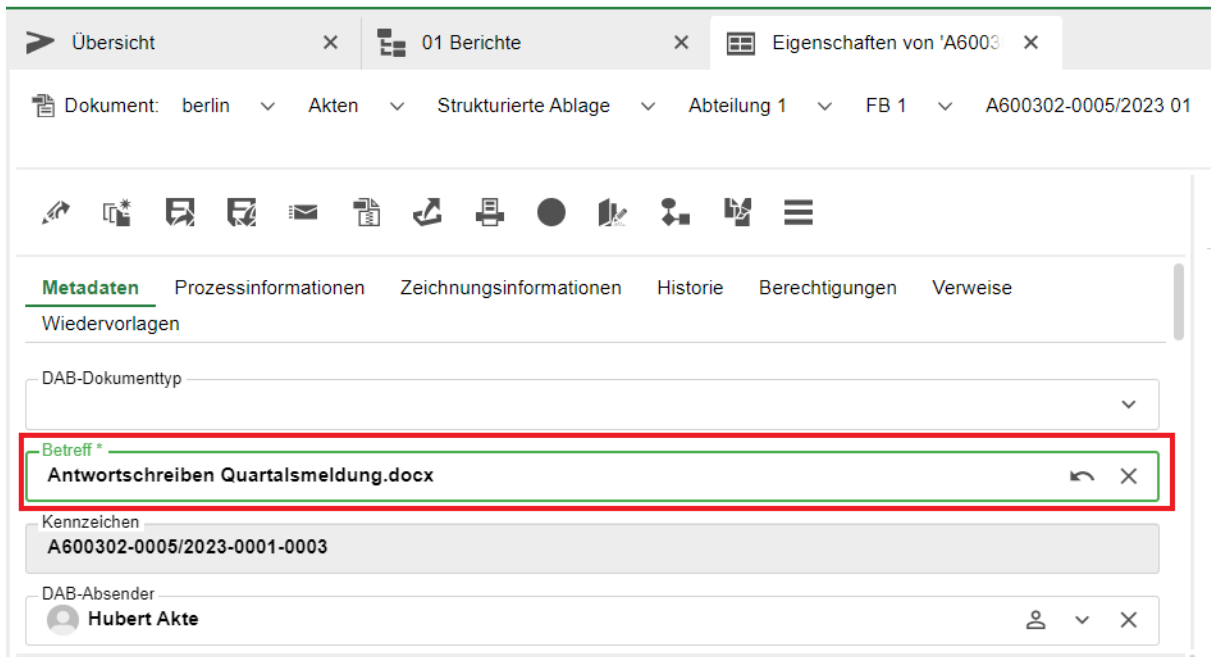 Übersicht 01 Berichte Eigenschaften von 'A6003
Dokument: berlin Akten Strukturierte Ablage Abteilung 1 FB 1 A600302-0005/2023 01
Metadaten Prozessinformationen Zeichnungsinformationen Historie Berechtigungen Verweise
Wiedervorlagen
DAB-Dokumenttyp
Betreff *
Antwortschreiben Quartalsmeldung.docx
Kennzeichen
A600302-0005/2023-0001-0003
DAB-Absender
Hubert Akte